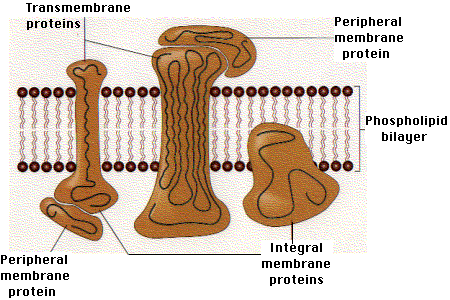 Transmembrane
proteins
Peripheral
membrane
protein
Phospholipid
bilayer
Peripheral
membrane
protein
Integral
membrane
proteins